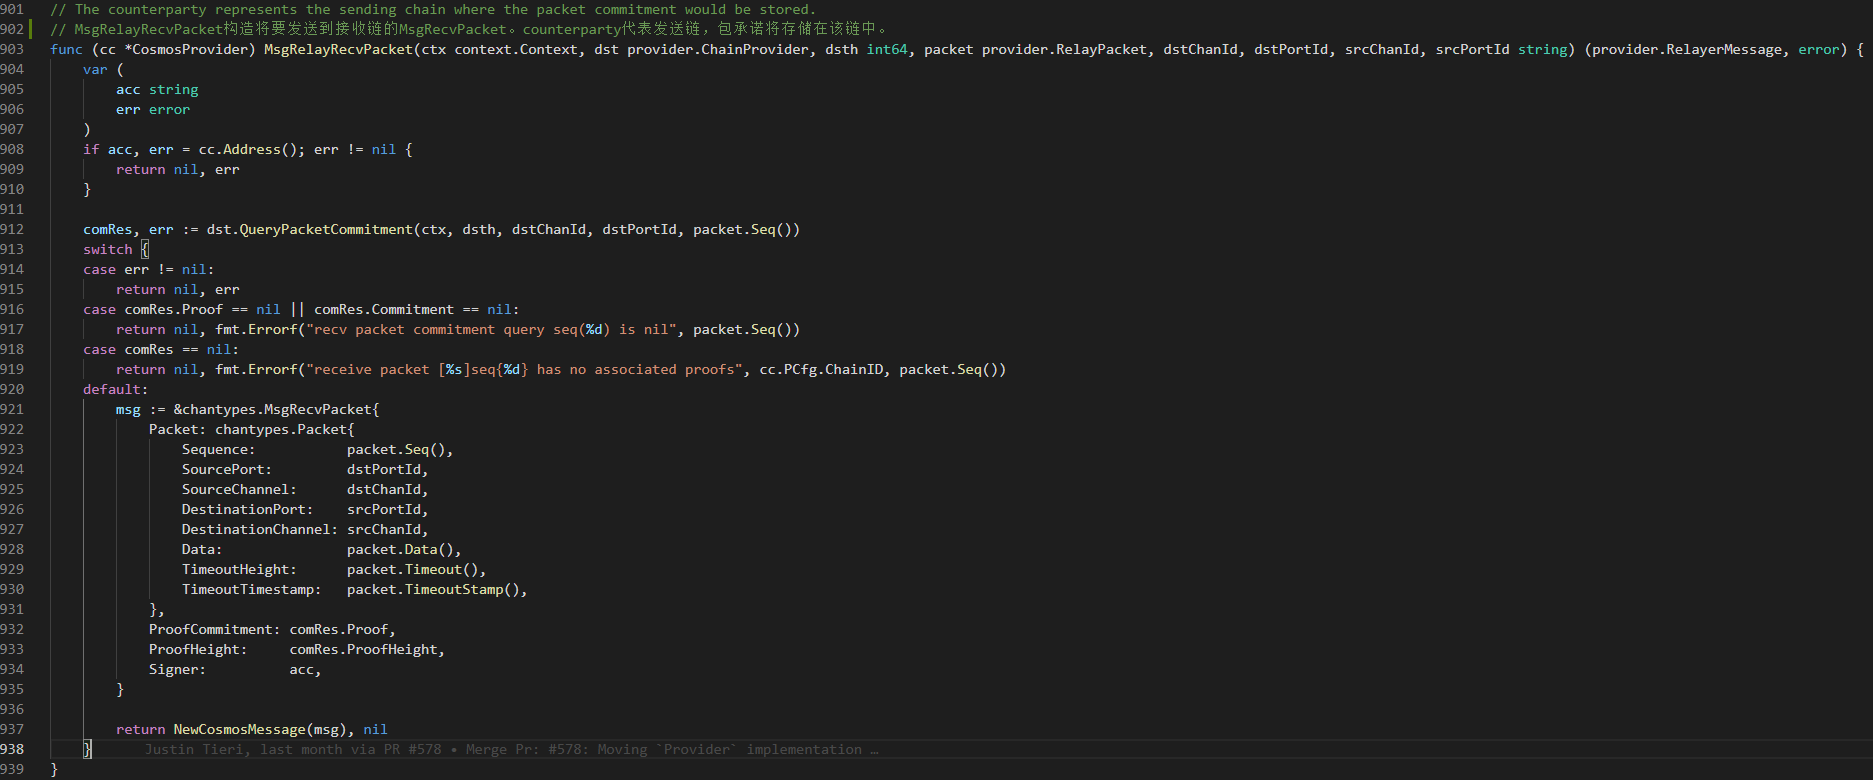 901 // The counterparty represents the sending chain where the packet commitment would be stored.
902 // MsgRelayRecvPacket构造将要发送到接收链的MsgRecvPacket。counterparty代表发送链，包承诺将存储在该链中。
903 func (cc *CosmosProvider) MsgRelayRecvPacket(ctx context.Context, dst provider.ChainProvider, dsth int64, packet provider.RelayPacket, dstChanId, dstPortId, srcChanId, srcPortId string) (provider.RelayerMessage, error) {
904 var (
905 acc string
906 err error
907 )
908 if acc, err = cc.Address(); err != nil {
909 return nil, err
910 }
911
912 comRes, err := dst.QueryPacketCommitment(ctx, dsth, dstChanId, dstPortId, packet.Seq())
913 switch {
914 case err != nil:
915 return nil, err
916 case comRes.Proof == nil || comRes.Commitment == nil:
917 return nil, fmt.Errorf("recv packet commitment query seq(%d) is nil", packet.Seq())
918 case comRes == nil:
919 return nil, fmt.Errorf("receive packet [%s]seq{%d} has no associated proofs", cc.PCfg.ChainID, packet.Seq())
920 default:
921 msg := &chantypes.MsgRecvPacket{
922 Packet: chantypes.Packet{
923 Sequence: packet.Seq(),
924 SourcePort: dstPortId,
925 SourceChannel: dstChanId,
926 DestinationPort: srcPortId,
927 DestinationChannel: srcChanId,
928 Data: packet.Data(),
929 TimeoutHeight: packet.Timeout(),
930 TimeoutTimestamp: packet.TimeoutStamp(),
931 },
932 ProofCommitment: comRes.Proof,
933 ProofHeight: comRes.ProofHeight,
934 Signer: acc,
935 }
936
937 return NewCosmosMessage(msg), nil
938 } Justin Tieri, last month via PR #578 • Merge Pr: #578: Moving `Provider` implementation …
939 }